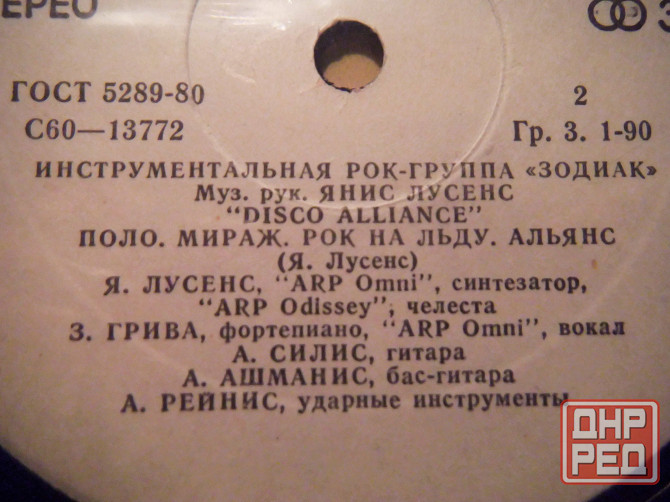 ЕРЕО
3
ГОСТ 5289-80
2
С60—13772
Гр. 3. 1-90
ИНСТРУМЕНТАЛЬНАЯ РОК-ГРУППА «ЗОДИАК»
Муз. рук. ЯНИС ЛУСЕНС
"DISCO ALLIANCE"
ПОЛО. МИРАЖ. РОК НА ЛЬДУ. АЛЬЯНС
(Я. Лусенс)
Я. ЛУСЕНС, "ARP Omni", синтезатор,
"ARP Odissey", челеста
З. ГРИВА, фортепиано, "ARP Omni", вокал
А. СИЛИС, гитара
А. АШМАНИС, бас-гитара
А. РЕЙНИС, ударные инструменты
ДНР
РЕД